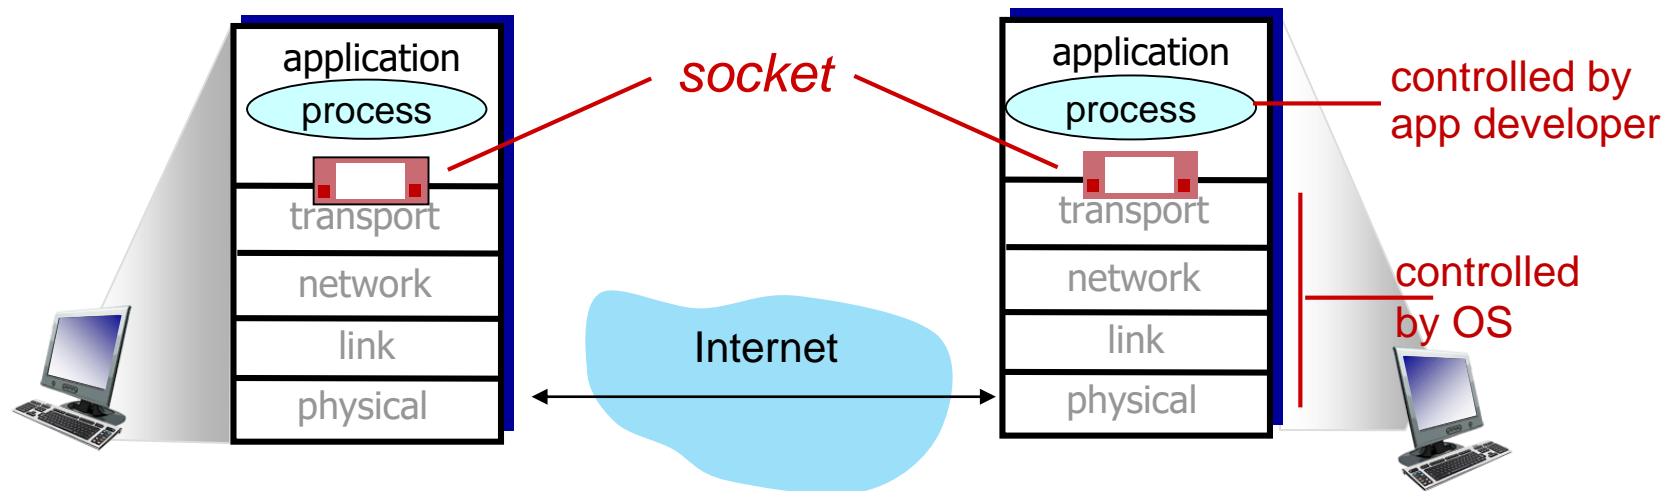 application
process
transport
network
link
physical
socket
Internet
application
process
transport
network
link
physical
controlled by
app developer
controlled
by OS